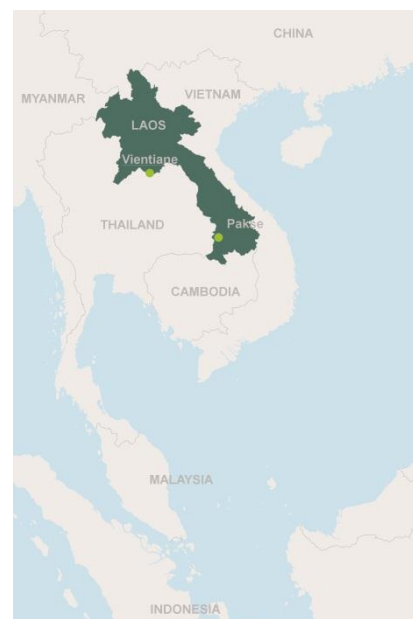 CHINA
MYANMAR
VIETNAM
LAOS
Vientiane
THAILAND
Pakse
CAMBODIA
MALAYSIA
INDONESIA